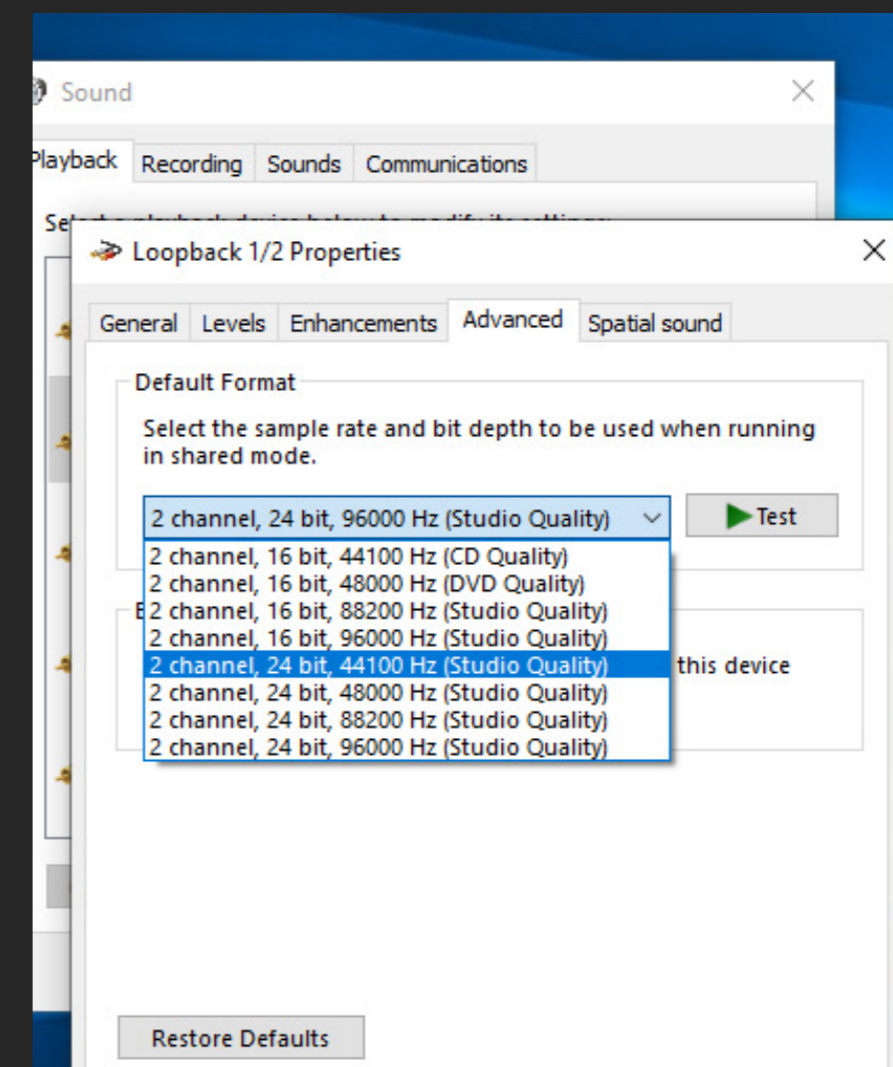 Sound
Playback Recording Sounds Communications
Loopback 1/2 Properties
General Levels Enhancements Advanced Spatial sound
Default Format
Select the sample rate and bit depth to be used when running
in shared mode.
2 channel, 24 bit, 96000 Hz (Studio Quality)
Test
2 channel, 16 bit, 44100 Hz (CD Quality)
2 channel, 16 bit, 48000 Hz (DVD Quality)
2 channel, 16 bit, 88200 Hz (Studio Quality)
2 channel, 16 bit, 96000 Hz (Studio Quality)
2 channel, 24 bit, 44100 Hz (Studio Quality)
this device
2 channel, 24 bit, 48000 Hz (Studio Quality)
2 channel, 24 bit, 88200 Hz (Studio Quality)
2 channel, 24 bit, 96000 Hz (Studio Quality)
Restore Defaults